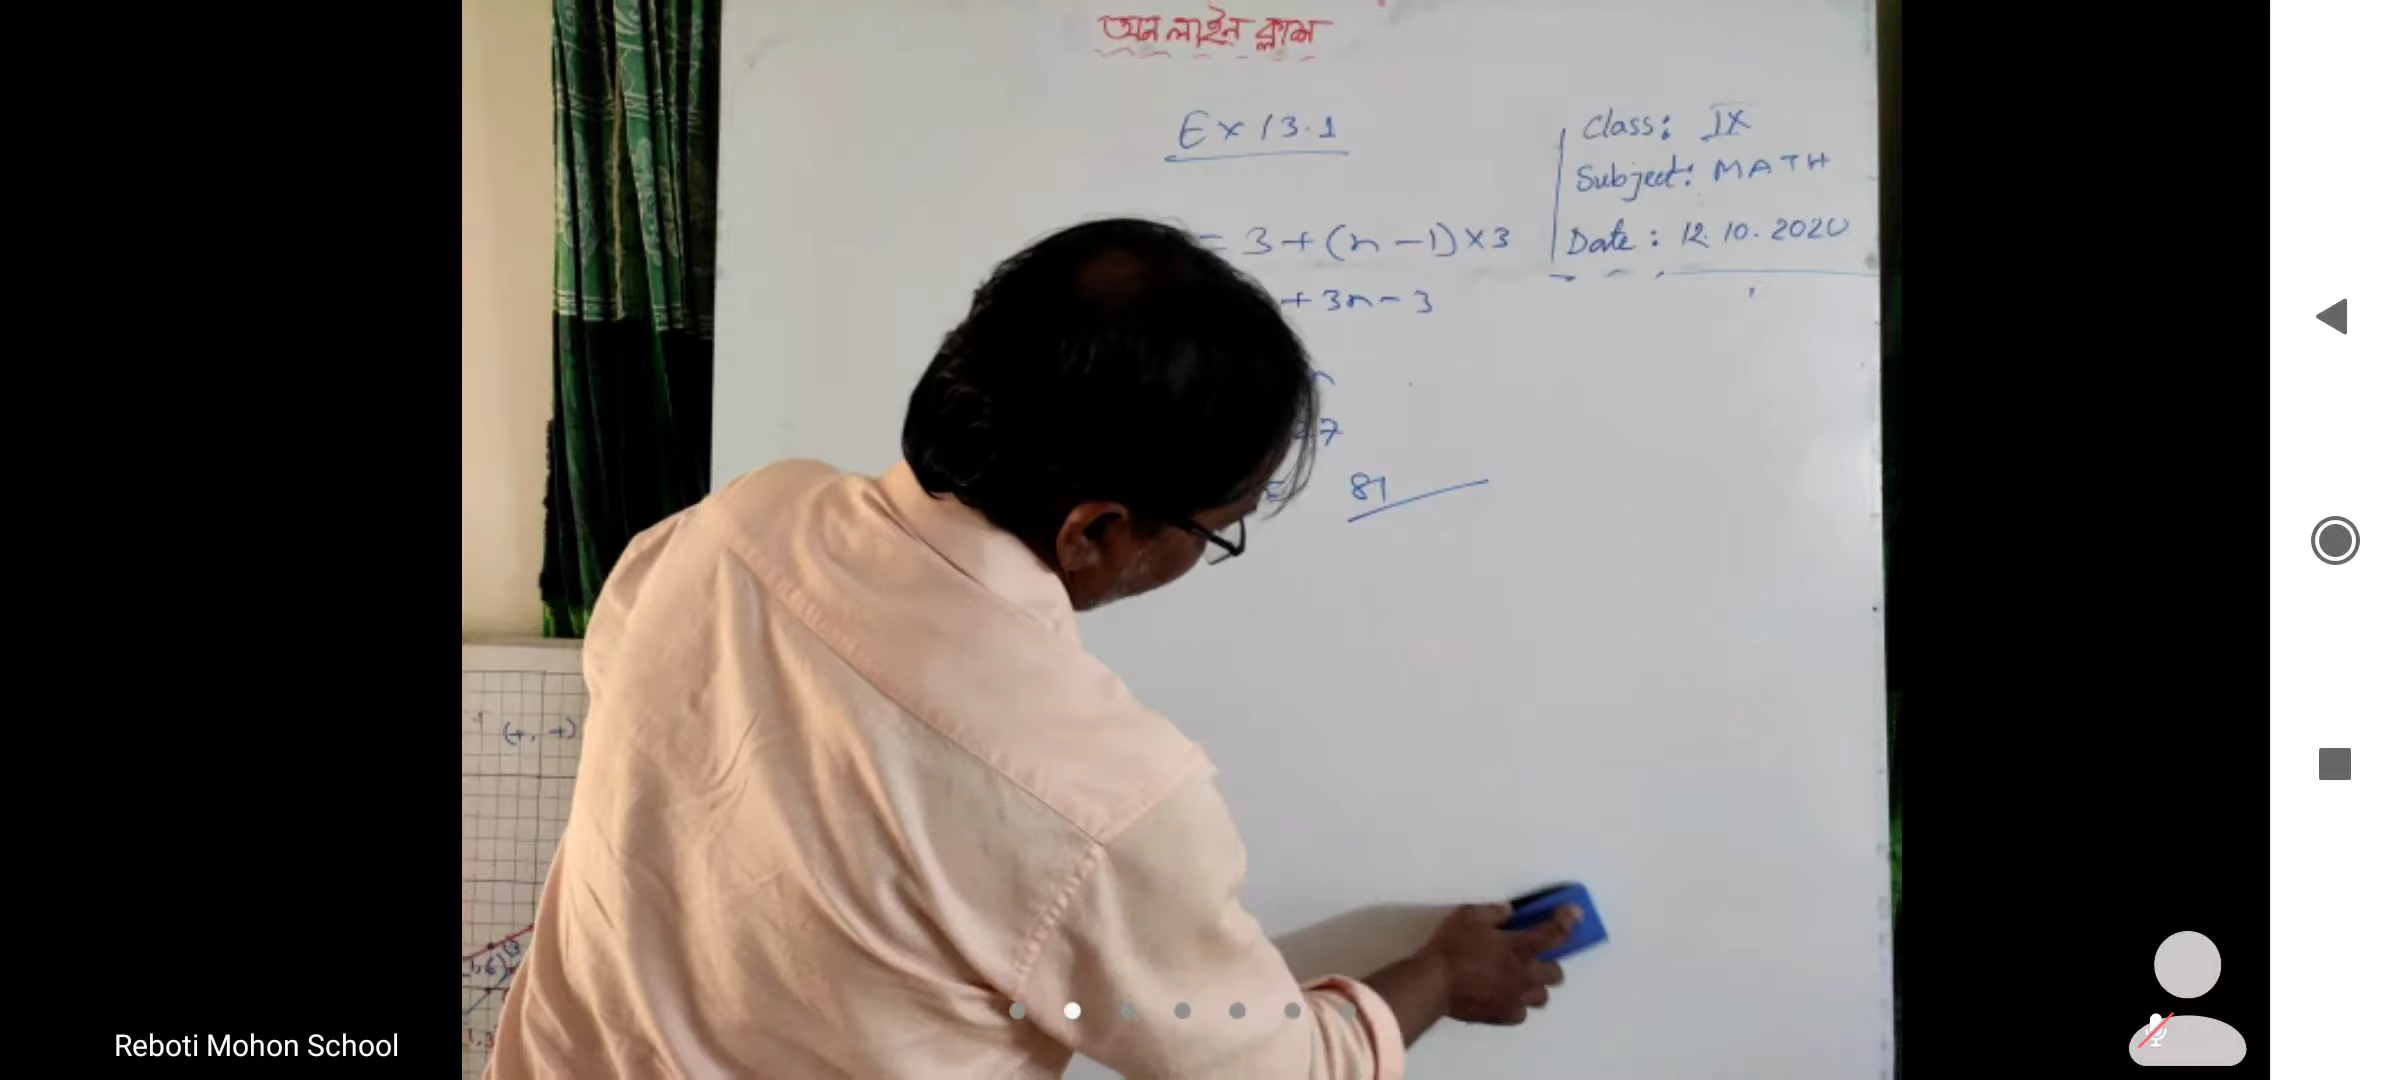 অন লাইন ক্লাশ
Ex 13.1
Class: IX
Subject: MATH
Date: 12.10.2020
= 3+(n-1)×3
+ 3n-3
n
7
81
(+, +)
Reboti Mohon School